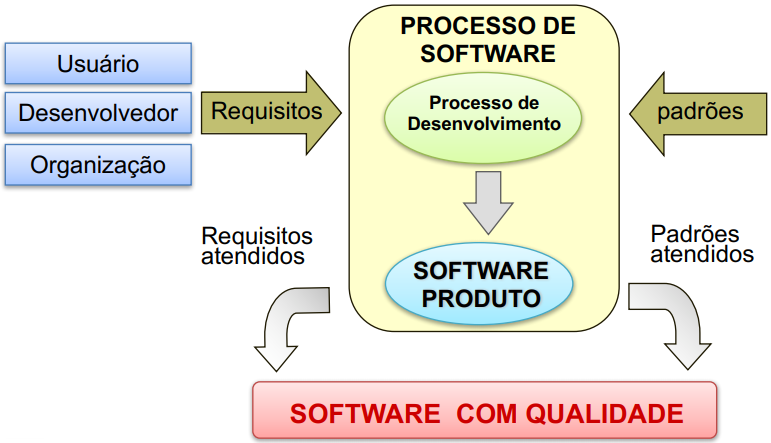 PROCESSO DE
SOFTWARE
Usuário
Desenvolvedor
Organização
Requisitos
Processo de
Desenvolvimento
padrões
Requisitos
atendidos
Padrões
atendidos
SOFTWARE
PRODUTO
SOFTWARE COM QUALIDADE